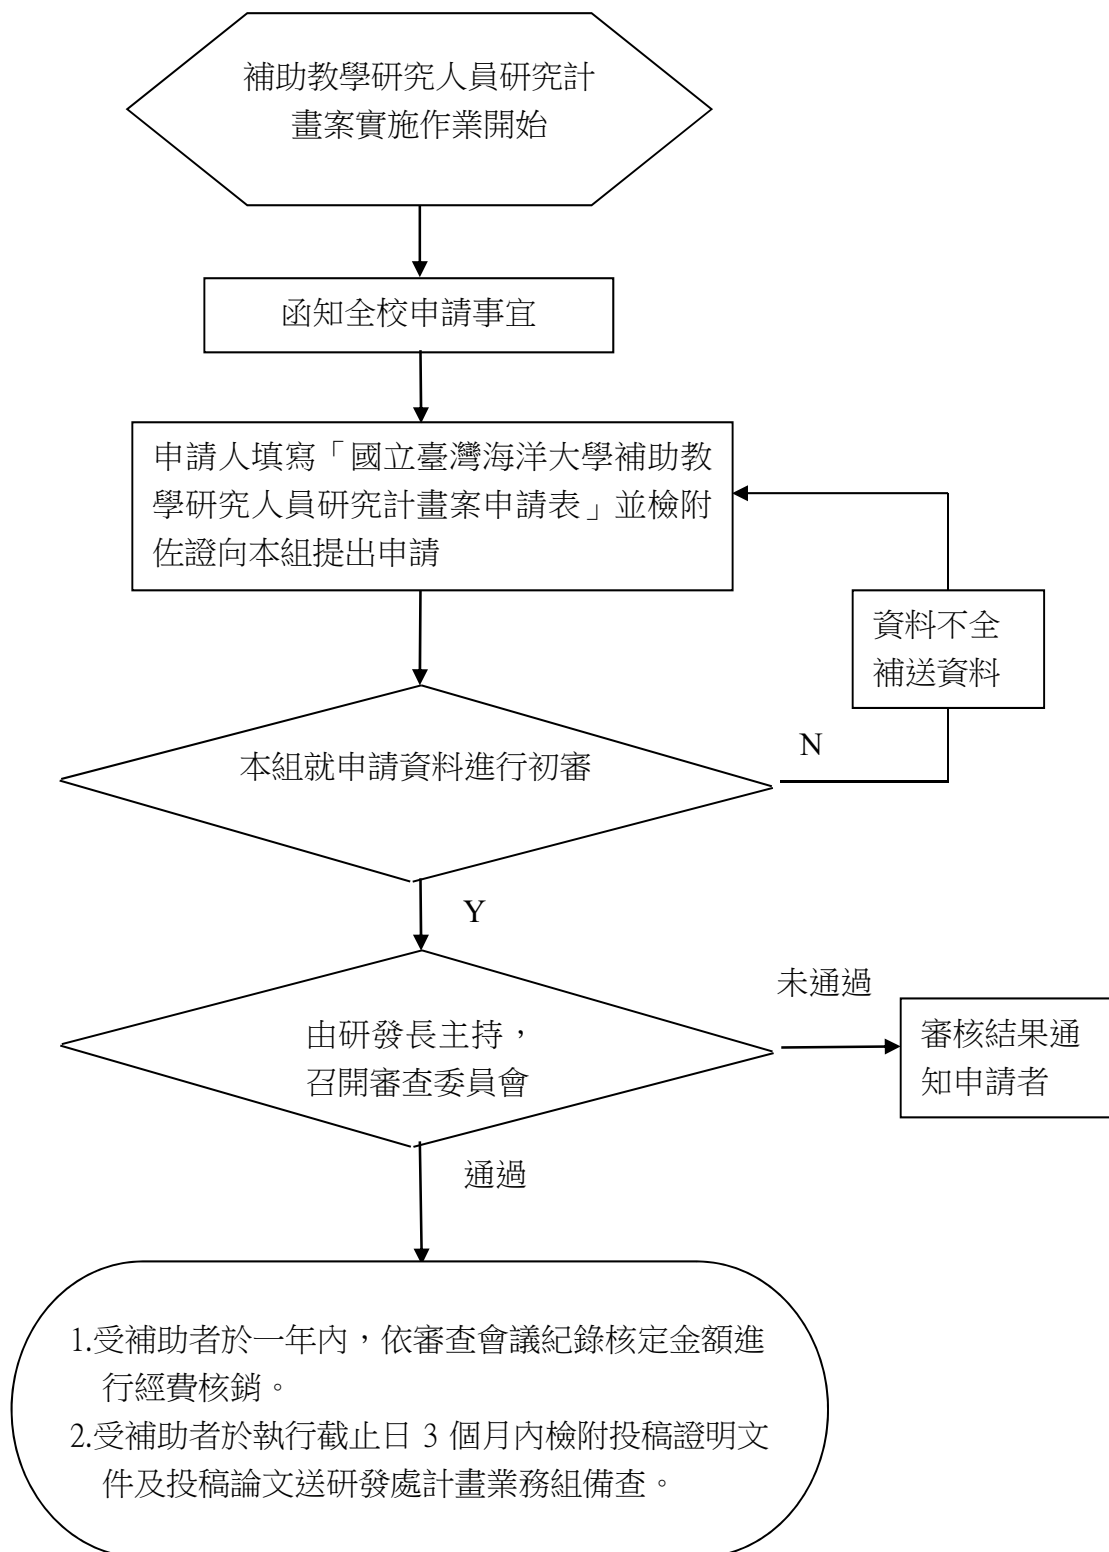 補助教學研究人員研究計
畫案實施作業開始
函知全校申請事宜
申請人填寫「國立臺灣海洋大學補助教
學研究人員研究計畫案申請表」並檢附
佐證向本組提出申請
資料不全
補送資料
N
本組就申請資料進行初審
Y
未通過
由研發長主持，
召開審查委員會
審核結果通
知申請者
通過
1.受補助者於一年內，依審查會議紀錄核定金額進
行經費核銷。
2.受補助者於執行截止日 3 個月內檢附投稿證明文
件及投稿論文送研發處計畫業務組備查。